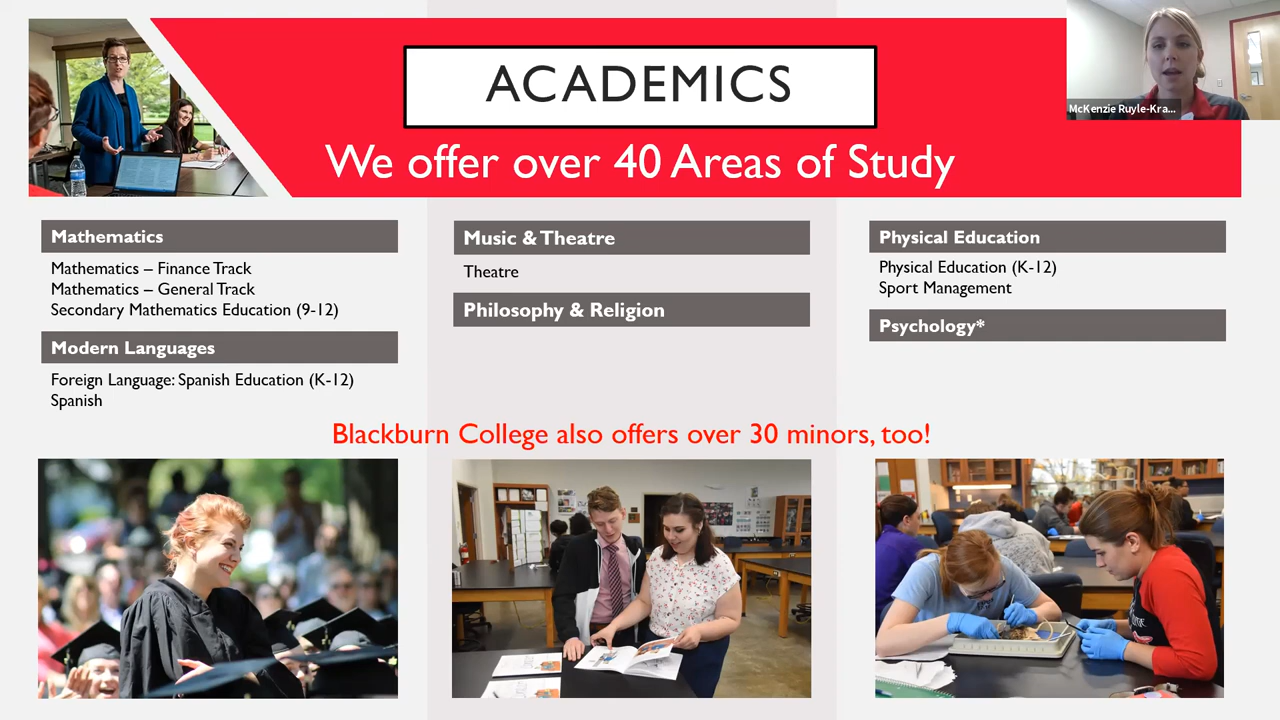 ACADEMICS
McKenzie Ruyle-Kra...
We offer over 40 Areas of Study
Mathematics
Mathematics – Finance Track
Mathematics – General Track
Secondary Mathematics Education (9-12)
Modern Languages
Foreign Language: Spanish Education (K-12)
Spanish
Music & Theatre
Theatre
Philosophy & Religion
Physical Education
Physical Education (K-12)
Sport Management
Psychology*
Blackburn College also offers over 30 minors, too!